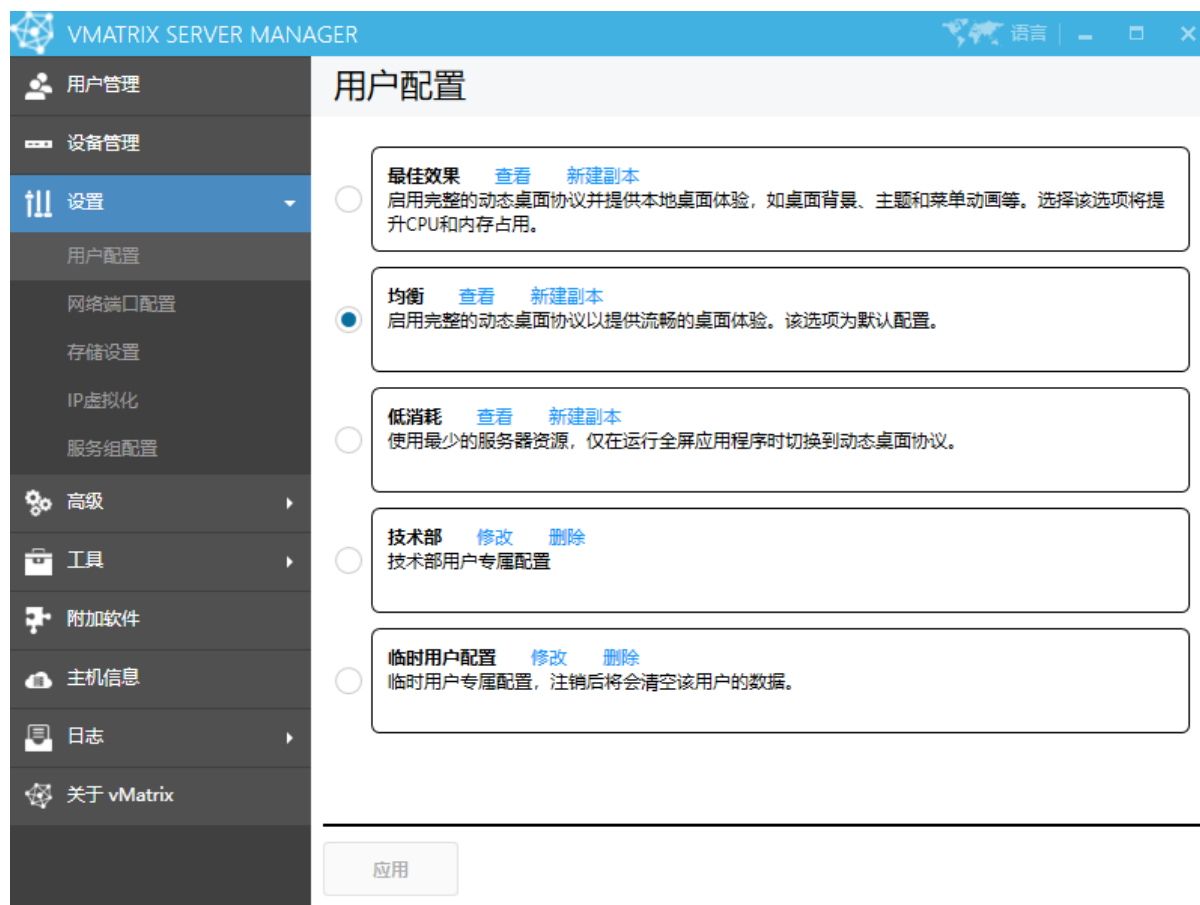 VMATRIX SERVER MANAGER
语言
用户管理
设备管理
设置
用户配置
网络端口配置
存储设置
IP虚拟化
服务组配置
高级
工具
附加软件
主机信息
日志
关于 vMatrix
用户配置
最佳效果 查看 新建副本
启用完整的动态桌面协议并提供本地桌面体验，如桌面背景、主题和菜单动画等。选择该选项将提
升CPU和内存占用。
均衡 查看 新建副本
启用完整的动态桌面协议以提供流畅的桌面体验。该选项为默认配置。
低消耗 查看 新建副本
使用最少的服务器资源，仅在运行全屏应用程序时切换到动态桌面协议。
技术部 修改 删除
技术部用户专属配置
临时用户配置 修改 删除
临时用户专属配置，注销后将会清空该用户的数据。
应用